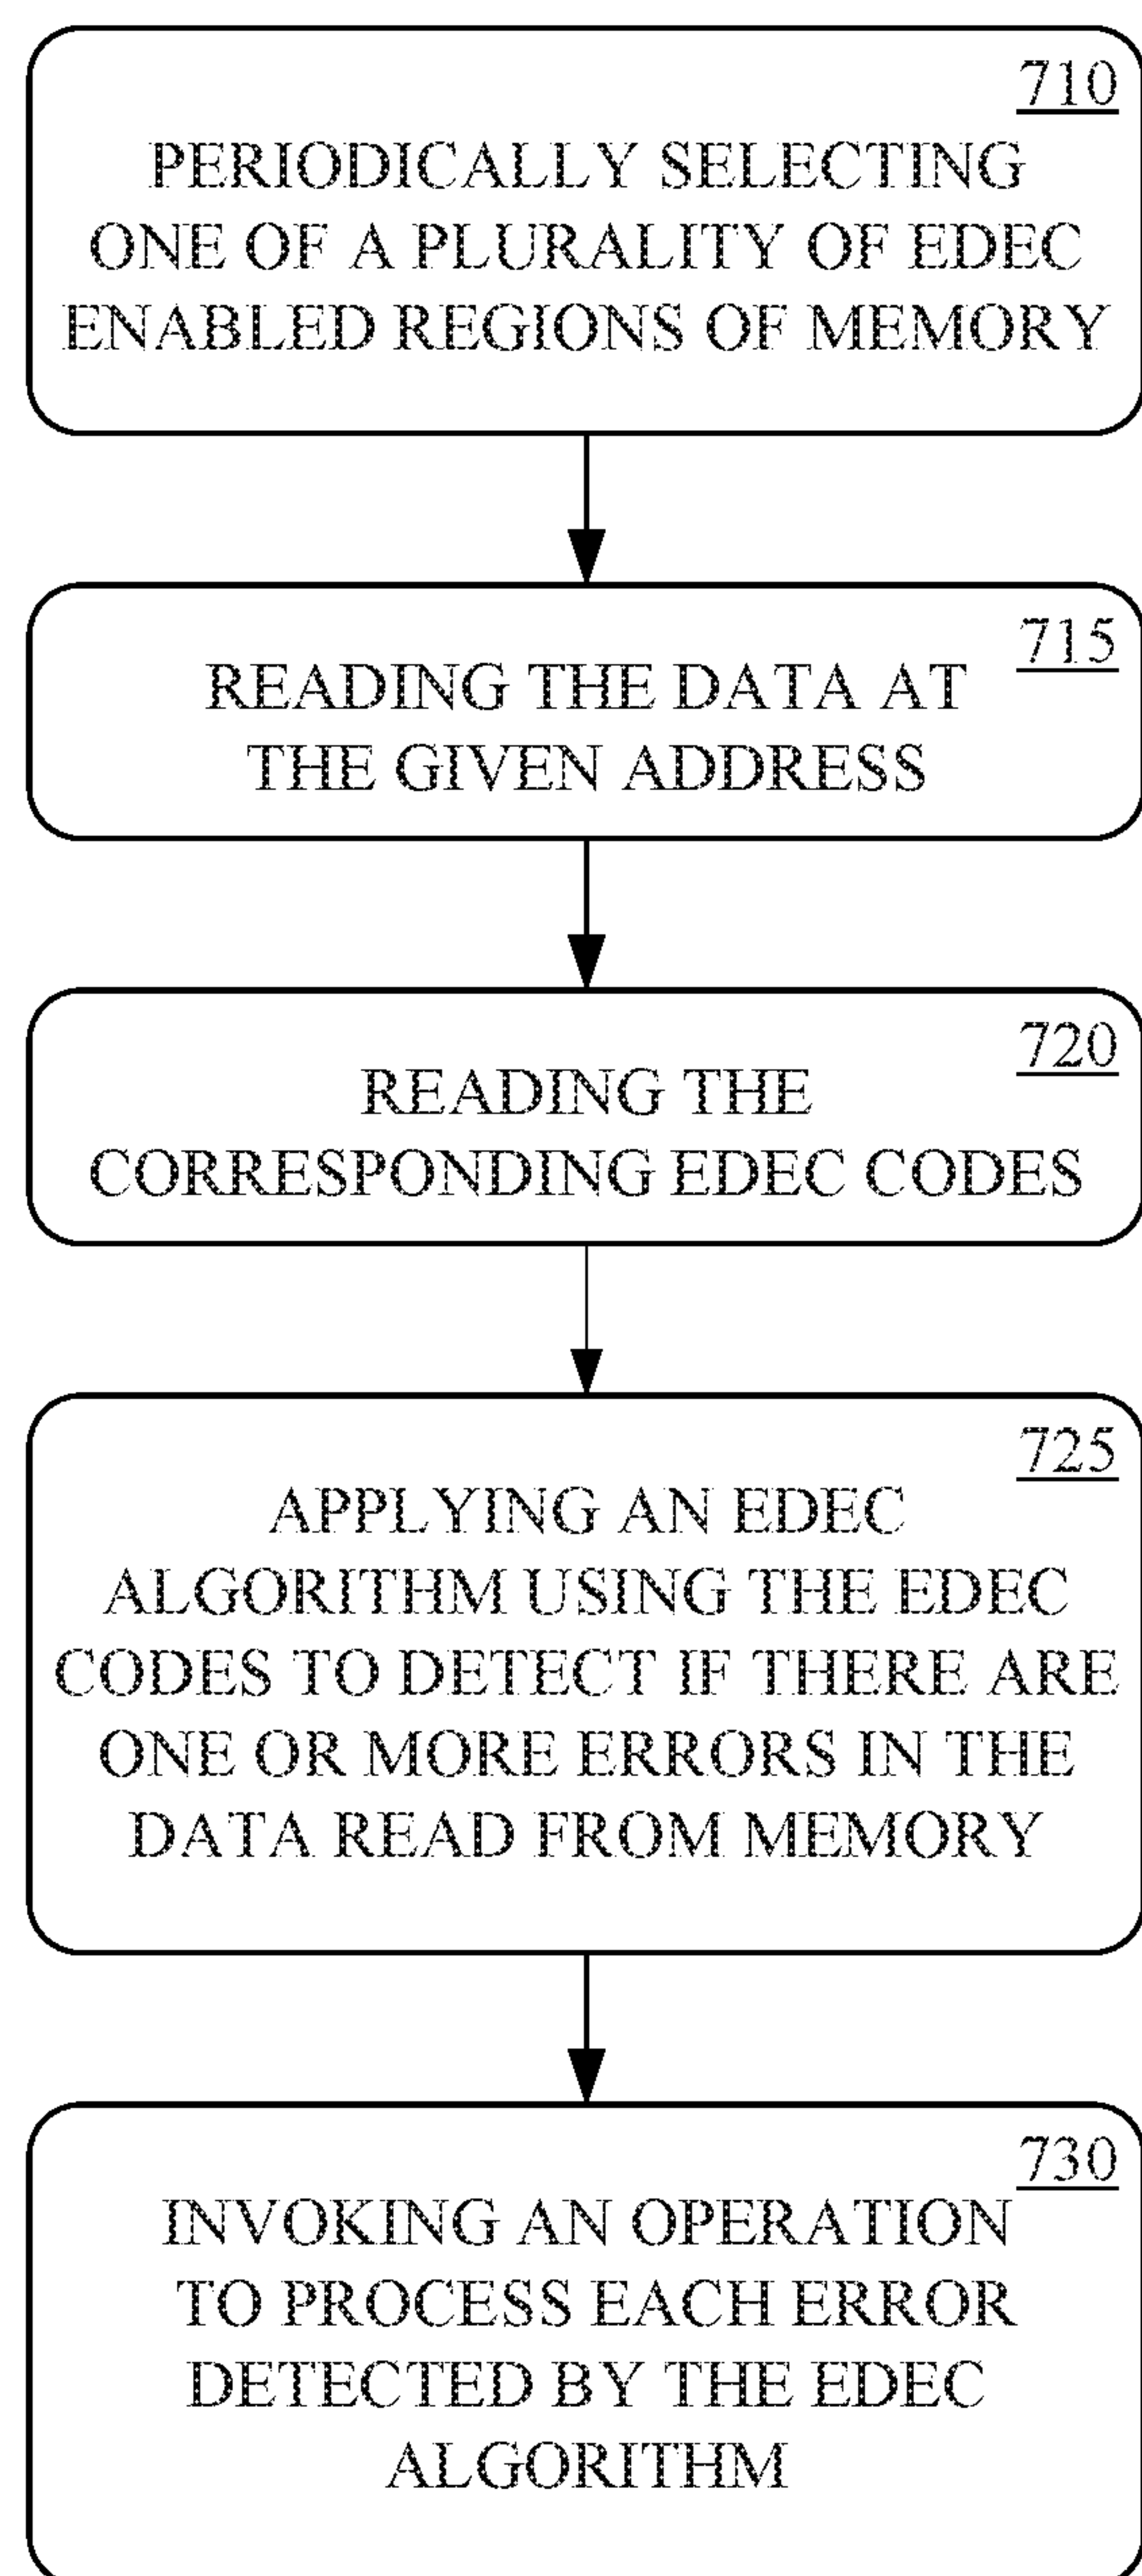 710
PERIODICALLY SELECTING
ONE OF A PLURALITY OF EDEC
ENABLED REGIONS OF MEMORY
715
READING THE DATA AT
THE GIVEN ADDRESS
720
READING THE
CORRESPONDING EDEC CODES
725
APPLYING AN EDEC
ALGORITHM USING THE EDEC
CODES TO DETECT IF THERE ARE
ONE OR MORE ERRORS IN THE
DATA READ FROM MEMORY
730
INVOKING AN OPERATION
TO PROCESS EACH ERROR
DETECTED BY THE EDEC
ALGORITHM